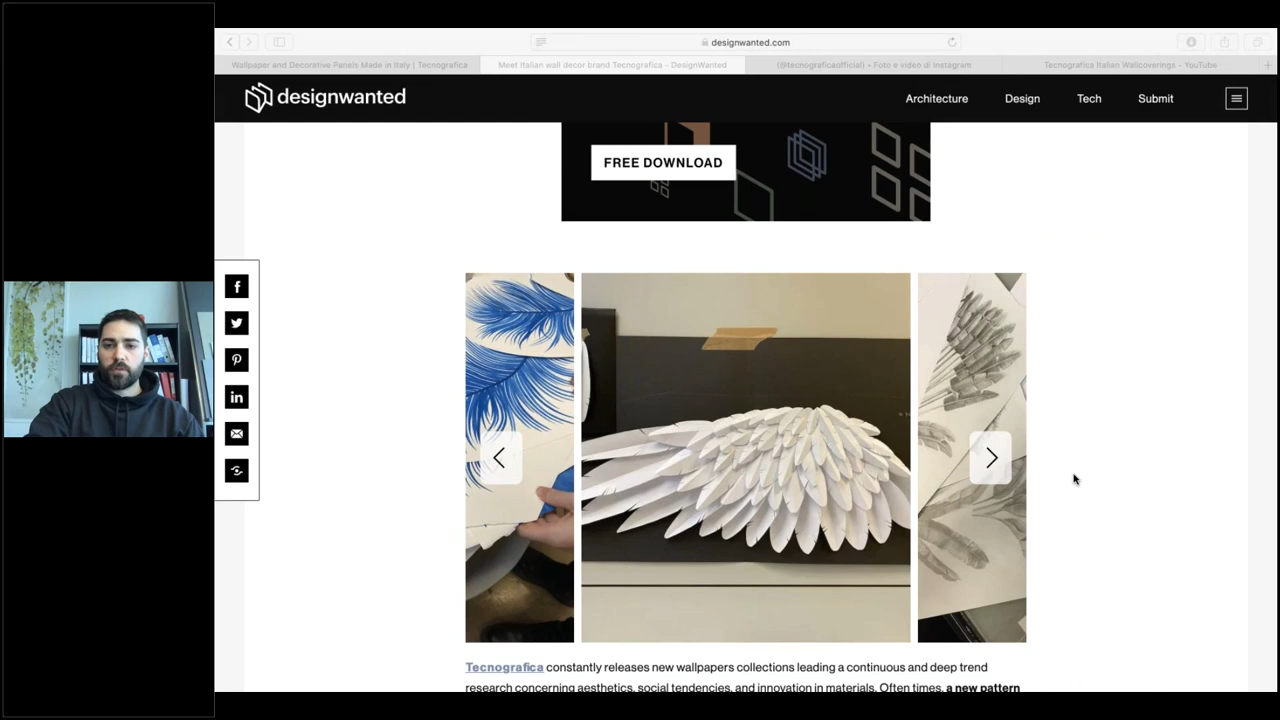 designwanted.com
Wallpaper and Decorative Panels Made in Italy | Tecnografica
Meet Italian wall decor brand Tecnografica - DesignWanted
(@tecnograficaofficial) • Foto e video di Instagram
Tecnografica Italian Wallcoverings – YouTube
designwanted
Architecture
Design
Tech
Submit
FREE DOWNLOAD
Tecnografica constantly releases new wallpapers collections leading a continuous and deep trend
research concerning aesthetics, social tendencies, and innovation in materials. Often times, a new pattern